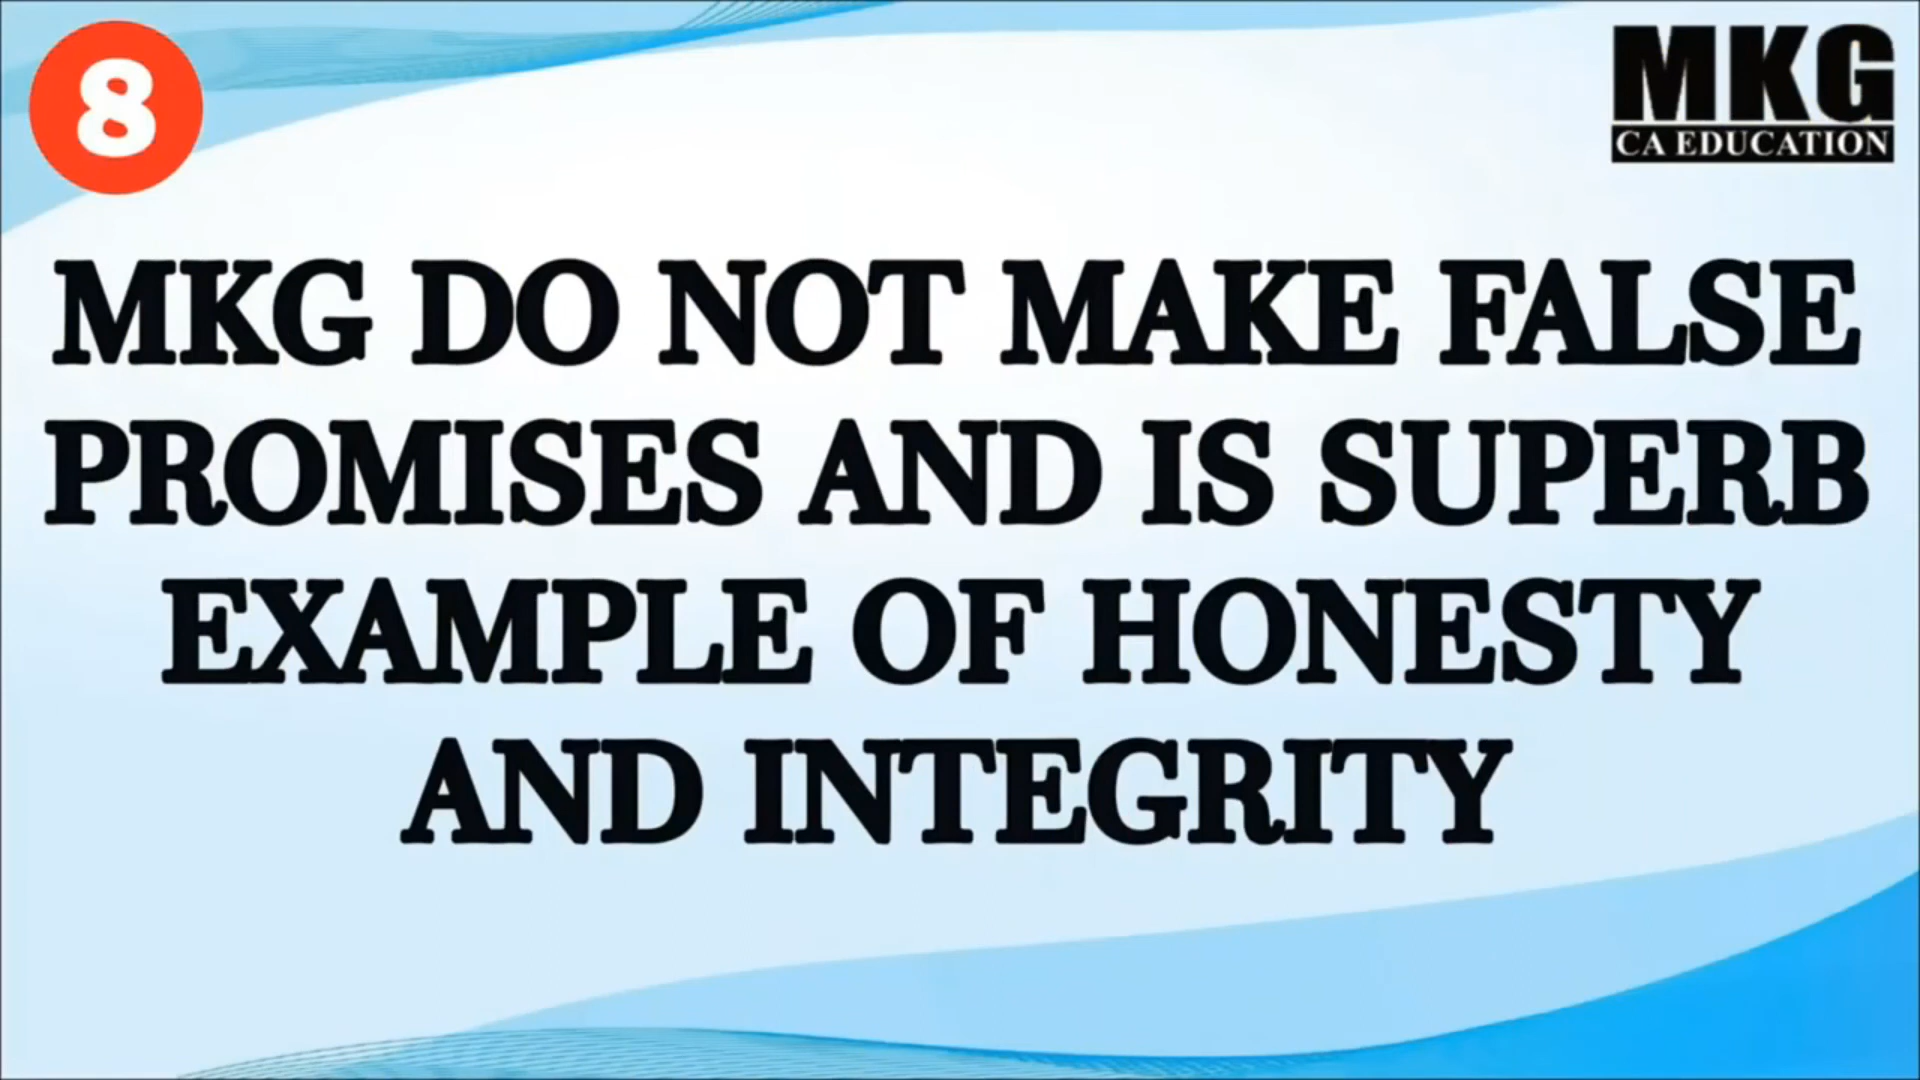 8
MKG
CA EDUCATION
MKG DO NOT MAKE FALSE
PROMISES AND IS SUPERB
EXAMPLE OF HONESTY
AND INTEGRITY